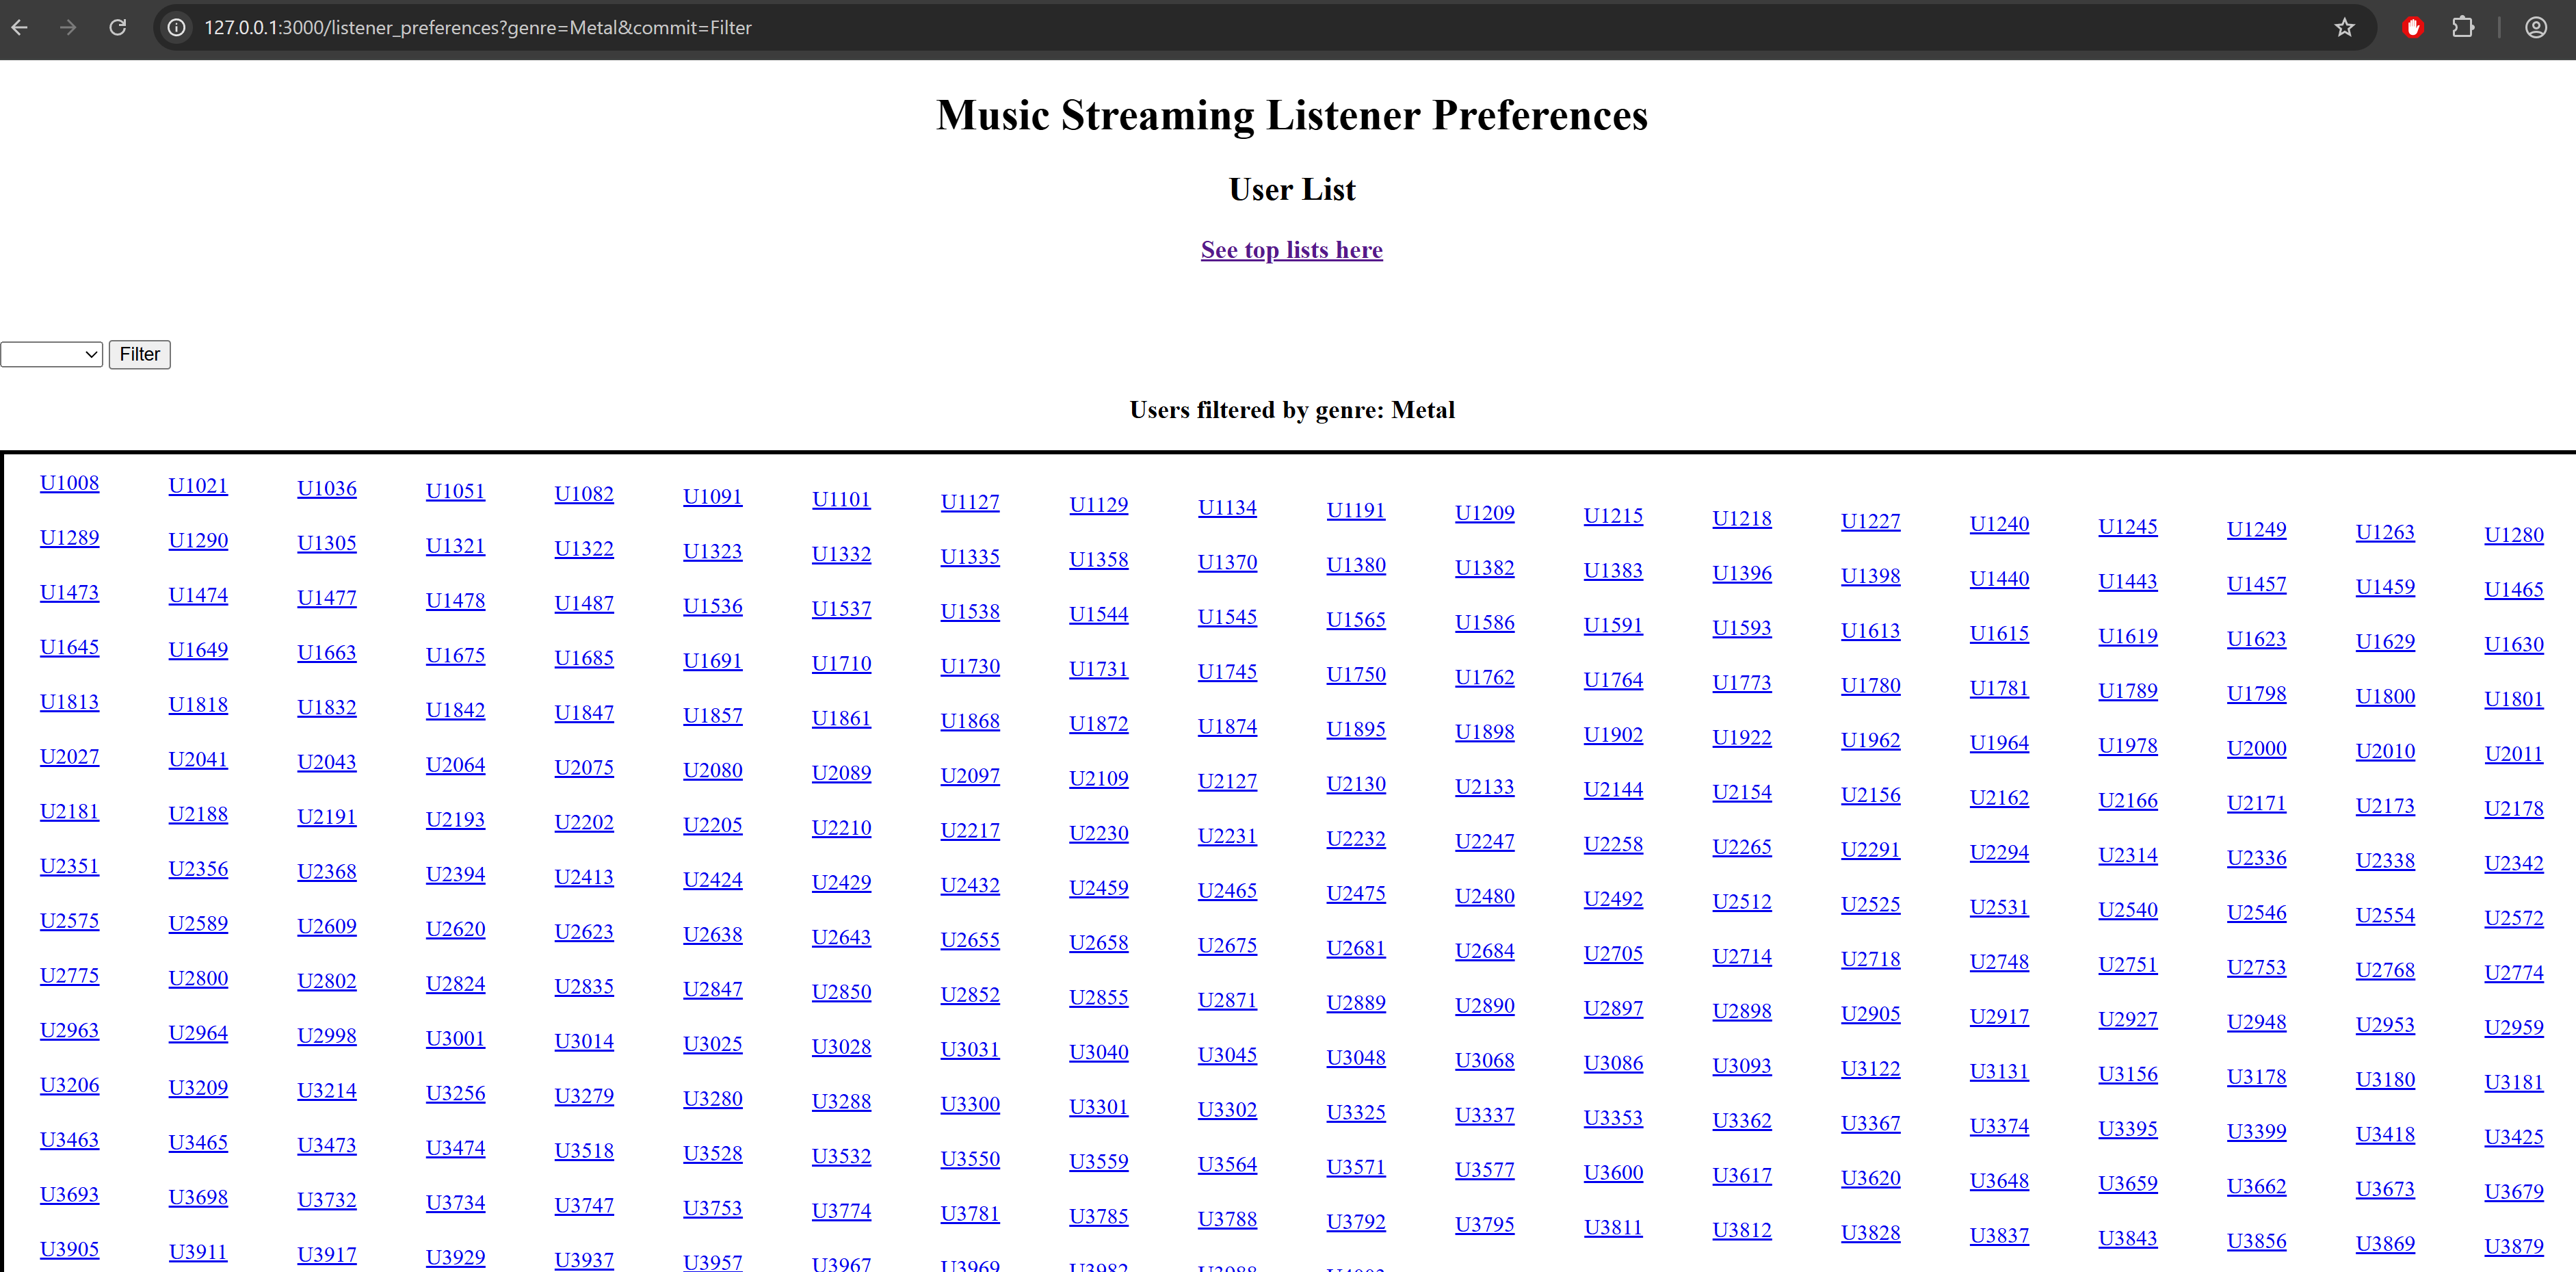 127.0.0.1:3000/listener_preferences?genre=Metal&commit=Filter
Music Streaming Listener Preferences
User List
See top lists here
Filter
Users filtered by genre: Metal
U1008 U1021 U1036 U1051 U1082 U1091 U1101 U1127 U1129 U1134 U1191 U1209 U1215 U1218 U1227 U1240 U1245 U1249 U1263 U1280
U1289 U1290 U1305 U1321 U1322 U1323 U1332 U1335 U1358 U1370 U1380 U1382 U1383 U1396 U1398 U1440 U1443 U1457 U1459 U1465
U1473 U1474 U1477 U1478 U1487 U1536 U1537 U1538 U1544 U1545 U1565 U1586 U1591 U1593 U1613 U1615 U1619 U1623 U1629 U1630
U1645 U1649 U1663 U1675 U1685 U1691 U1710 U1730 U1731 U1745 U1750 U1762 U1764 U1773 U1780 U1781 U1789 U1798 U1800 U1801
U1813 U1818 U1832 U1842 U1847 U1857 U1861 U1868 U1872 U1874 U1895 U1898 U1902 U1922 U1962 U1964 U1978 U2000 U2010 U2011
U2027 U2041 U2043 U2064 U2075 U2080 U2089 U2097 U2109 U2127 U2130 U2133 U2144 U2154 U2156 U2162 U2166 U2171 U2173 U2178
U2181 U2188 U2191 U2193 U2202 U2205 U2210 U2217 U2230 U2231 U2232 U2247 U2258 U2265 U2291 U2294 U2314 U2336 U2338 U2342
U2351 U2356 U2368 U2394 U2413 U2424 U2429 U2432 U2459 U2465 U2475 U2480 U2492 U2512 U2525 U2531 U2540 U2546 U2554 U2572
U2575 U2589 U2609 U2620 U2623 U2638 U2643 U2655 U2658 U2675 U2681 U2684 U2705 U2714 U2718 U2748 U2751 U2753 U2768 U2774
U2775 U2800 U2802 U2824 U2835 U2847 U2850 U2852 U2855 U2871 U2889 U2890 U2897 U2898 U2905 U2917 U2927 U2948 U2953 U2959
U2963 U2964 U2998 U3001 U3014 U3025 U3028 U3031 U3040 U3045 U3048 U3068 U3086 U3093 U3122 U3131 U3156 U3178 U3180 U3181
U3206 U3209 U3214 U3256 U3279 U3280 U3288 U3300 U3301 U3302 U3325 U3337 U3353 U3362 U3367 U3374 U3395 U3399 U3418 U3425
U3463 U3465 U3473 U3474 U3518 U3528 U3532 U3550 U3559 U3564 U3571 U3577 U3600 U3617 U3620 U3648 U3659 U3662 U3673 U3679
U3693 U3698 U3732 U3734 U3747 U3753 U3774 U3781 U3785 U3788 U3792 U3795 U3811 U3812 U3828 U3837 U3843 U3856 U3869 U3879
U3905 U3911 U3917 U3929 U3937 U3957 U3967 U3969 U3982